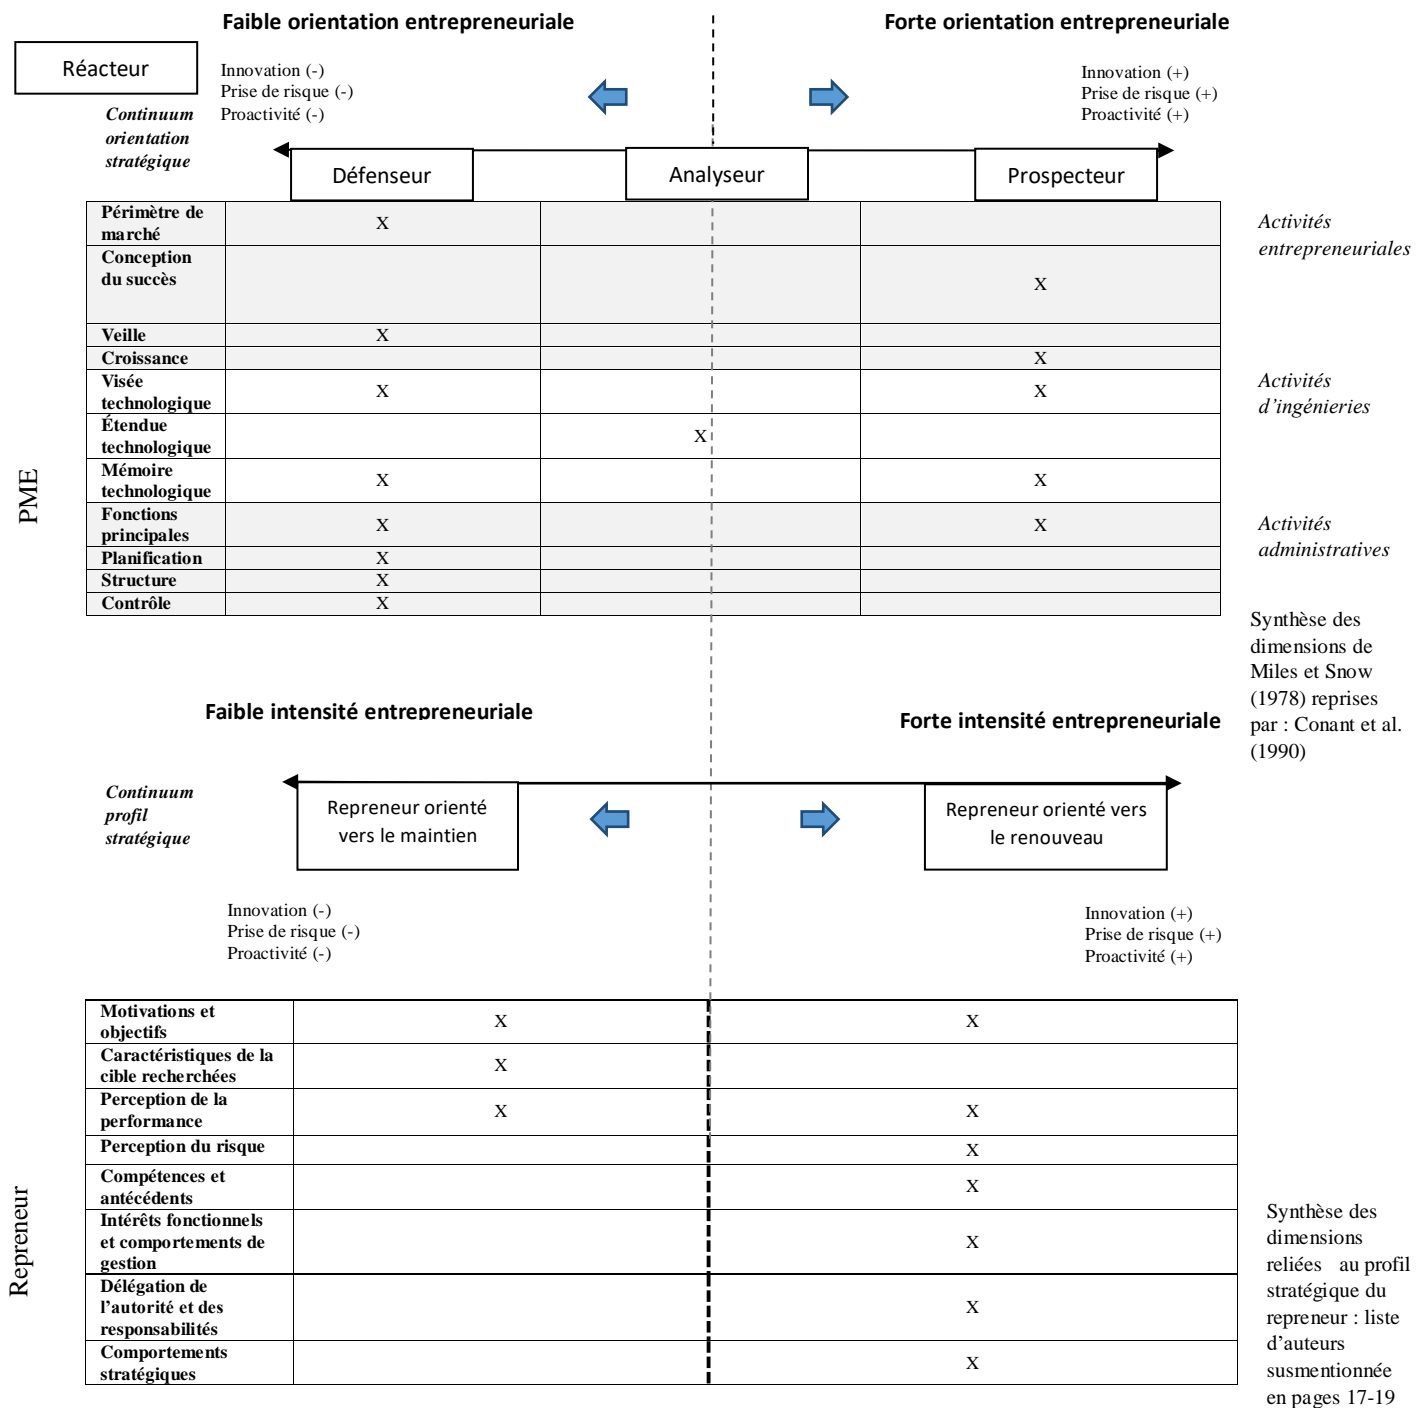 Faible orientation entrepreneuriale
Forte orientation entrepreneuriale
Réacteur
Innovation (-)
Prise de risque (-)
Proactivité (-)
Innovation (+)
Prise de risque (+)
Proactivité (+)
Continuum
orientation
stratégique
Défenseur
Analyseur
Prospecteur
Périmètre de
marché
X
Activités
entrepreneuriales
Conception
du succès
X
Veille
X
Croissance
X
Visée
technologique
X
X
Activités
d’ingénieries
Étendue
technologique
X
Mémoire
technologique
X
X
PME
Fonctions
principales
X
X
Activités
administratives
Planification
X
Structure
X
Contrôle
X
Synthèse des
dimensions de
Miles et Snow
(1978) reprises
par : Conant et al.
(1990)
Faible intensité entrepreneuriale
Forte intensité entrepreneuriale
Continuum
profil
stratégique
Repreneur orienté
vers le maintien
Repreneur orienté vers
le renouveau
Innovation (-)
Prise de risque (-)
Proactivité (-)
Innovation (+)
Prise de risque (+)
Proactivité (+)
Motivations et
objectifs
X
X
Caractéristiques de la
cible recherchées
X
Perception de la
performance
X
X
Perception du risque
X
Compétences et
antécédents
X
Repreneur
Intérêts fonctionnels
et comportements de
gestion
X
Délégation de
l’autorité et des
responsabilités
X
Comportements
stratégiques
X
Synthèse des
dimensions
reliées au profil
stratégique du
repreneur : liste
d’auteurs
susmentionnée
en pages 17-19